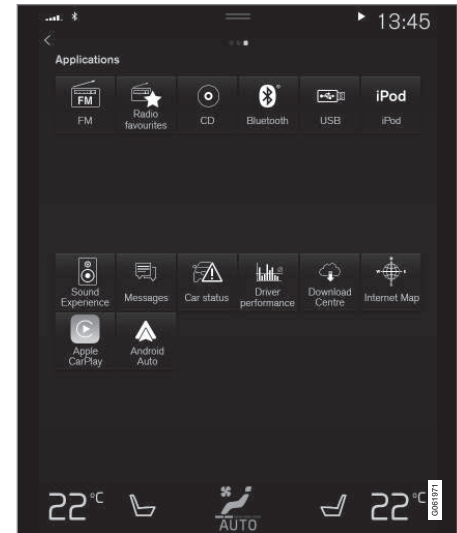 13:45
Applications
FM
iPod
FM
Radio
favourites
CD
Bluetooth
USB
iPod
Sound
Experience
Messages
Car status
Driver
performance
Download
Centre
Internet Map
Apple
CarPlay
Android
Auto
22°C
AUTO
22°C
G061971